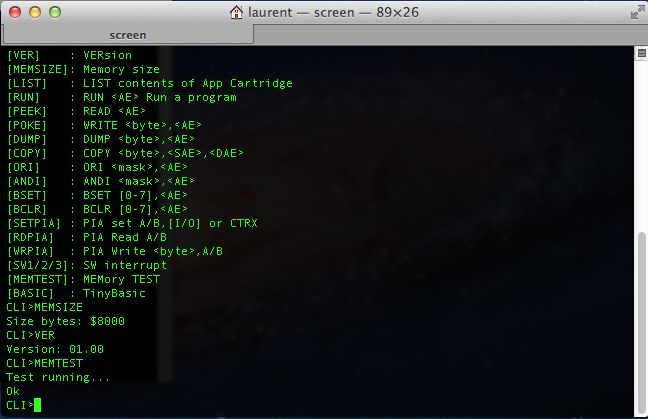 laurent — screen — 89×26
screen
[VER]    : VERsion
[MEMSIZE]: Memory size
[LIST]   : LIST contents of App Cartridge
[RUN]    : RUN <AE> Run a program
[PEEK]   : READ <AE>
[POKE]   : WRITE <byte>,<AE>
[DUMP]   : DUMP <byte>,<AE>
[COPY]   : COPY <byte>,<SAE>,<DAE>
[ORI]    : ORI <mask>,<AE>
[ANDI]   : ANDI <mask>,<AE>
[BSET]   : BSET [0-7],<AE>
[BCLR]   : BCLR [0-7],<AE>
[SETPIA] : PIA set A/B,[I/O] or CTRX
[RDPIA]  : PIA Read A/B
[WRPIA]  : PIA Write <byte>,A/B
[SW1/2/3]: SW interrupt
[MEMTEST]: MEMory TEST
[BASIC]  : TinyBasic
CLI>MEMSIZE
Size bytes: $8000
CLI>VER
Version: 01.00
CLI>MEMTEST
Test running...
Ok
CLI>